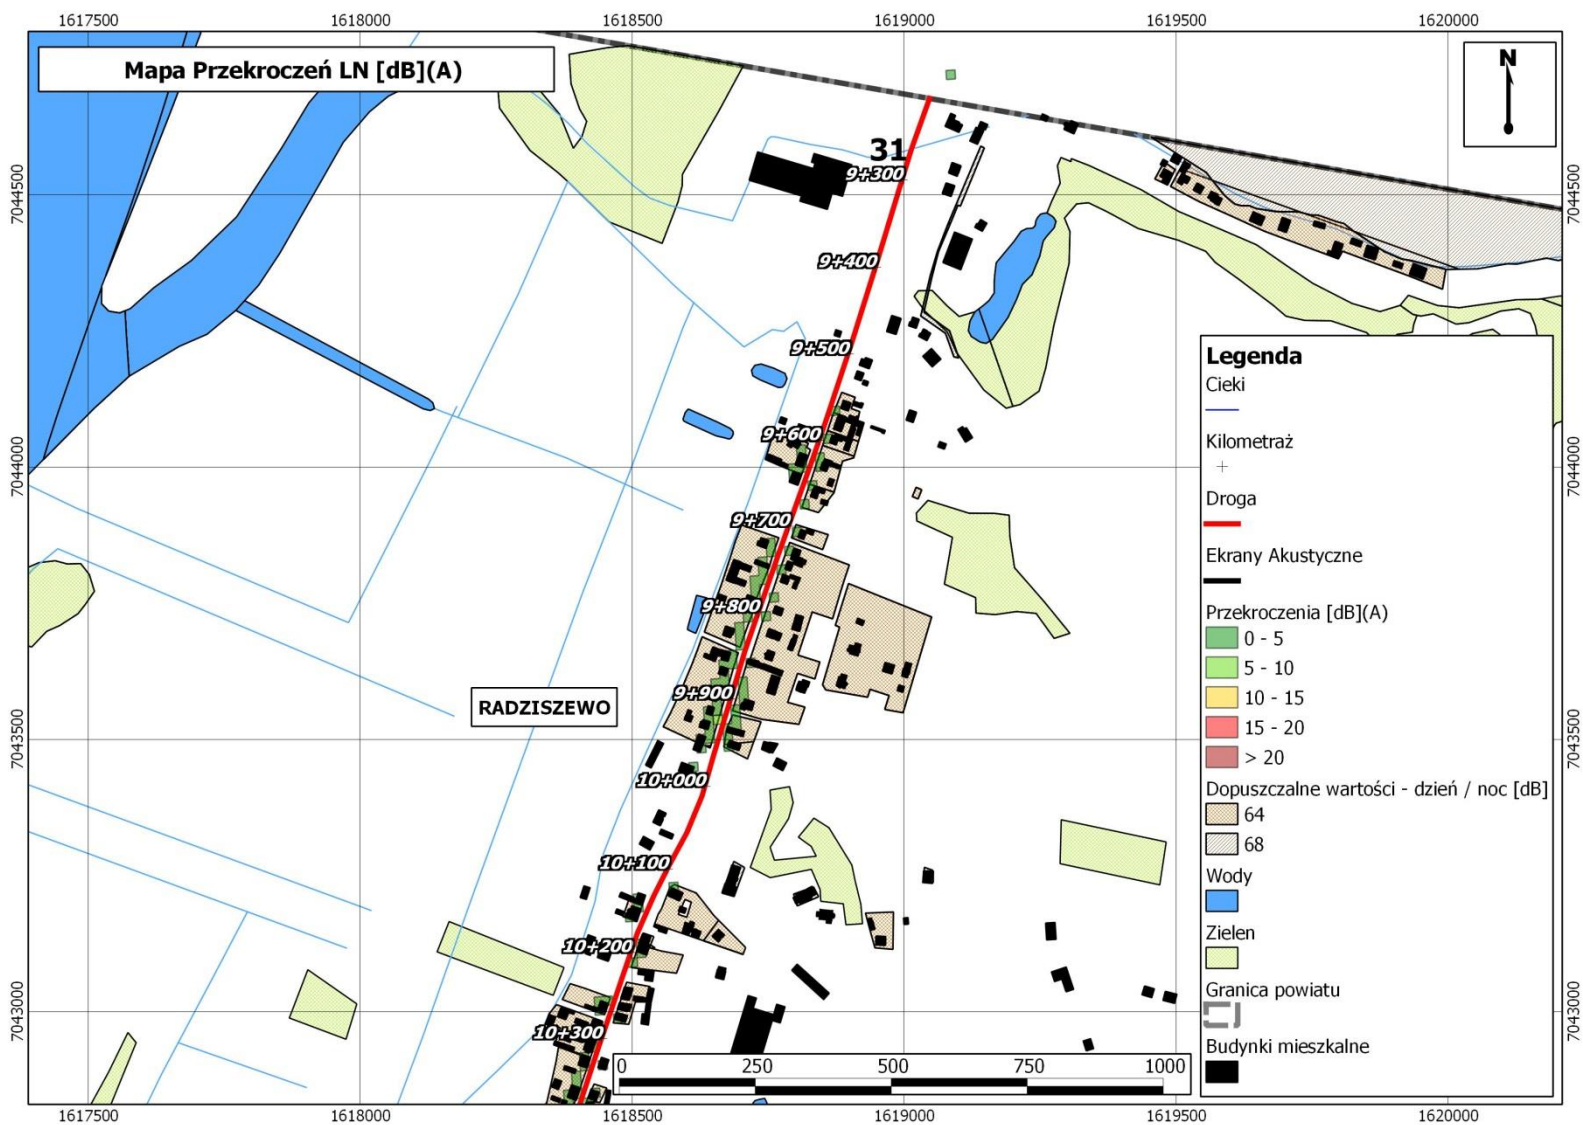 1617500 1618000 1618500 1619000 1619500 1620000
Mapa Przekroczeń LN [dB](A)
N
31
9+300
7044500 7044500
9+400
9+500
9+600
7044000 7044000
9+700
9+800
9+900
RADZISZEWO
7043500 7043500
10+000
10+100
10+200
7043000 7043000
10+300
Legenda
Cieki
Kilometraż
Droga
Ekrany Akustyczne
Przekroczenia [dB](A)
0 - 5
5 - 10
10 - 15
15 - 20
> 20
Dopuszczalne wartości - dzień / noc [dB]
64
68
Wody
Zielen
Granica powiatu
Budynki mieszkalne
0 250 500 750 1000
1617500 1618000 1618500 1619000 1619500 1620000